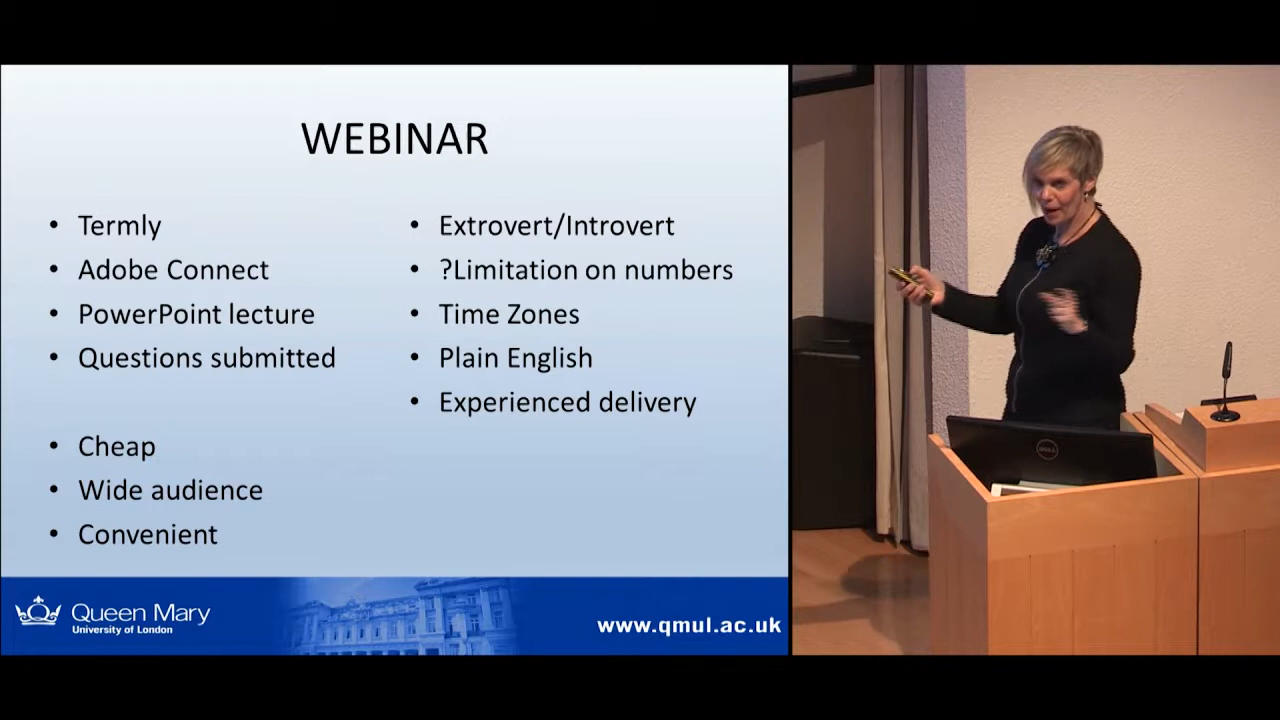 WEBINAR
• Termly
• Adobe Connect
• PowerPoint lecture
• Questions submitted
• Cheap
• Wide audience
• Convenient
• Extrovert/Introvert
• ?Limitation on numbers
• Time Zones
• Plain English
• Experienced delivery
Queen Mary
University of London
www.qmul.ac.uk
DELL